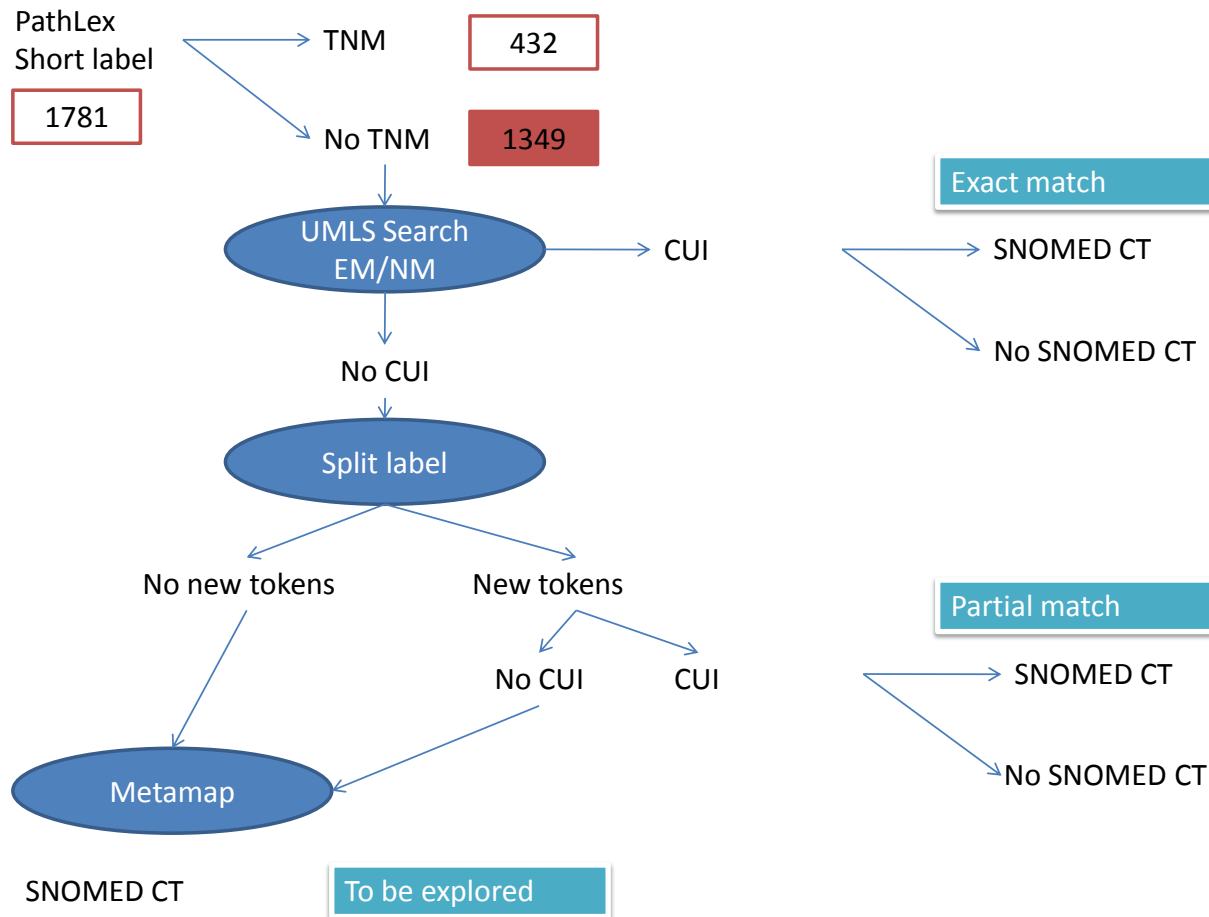 PathLex
Short label
1781
TNM
432
No TNM
1349
Exact match
UMLS Search
EM/NM
CUI
SNOMED CT
No SNOMED CT
No CUI
Split label
No new tokens
New tokens
Partial match
No CUI
CUI
SNOMED CT
No SNOMED CT
Metamap
SNOMED CT
To be explored